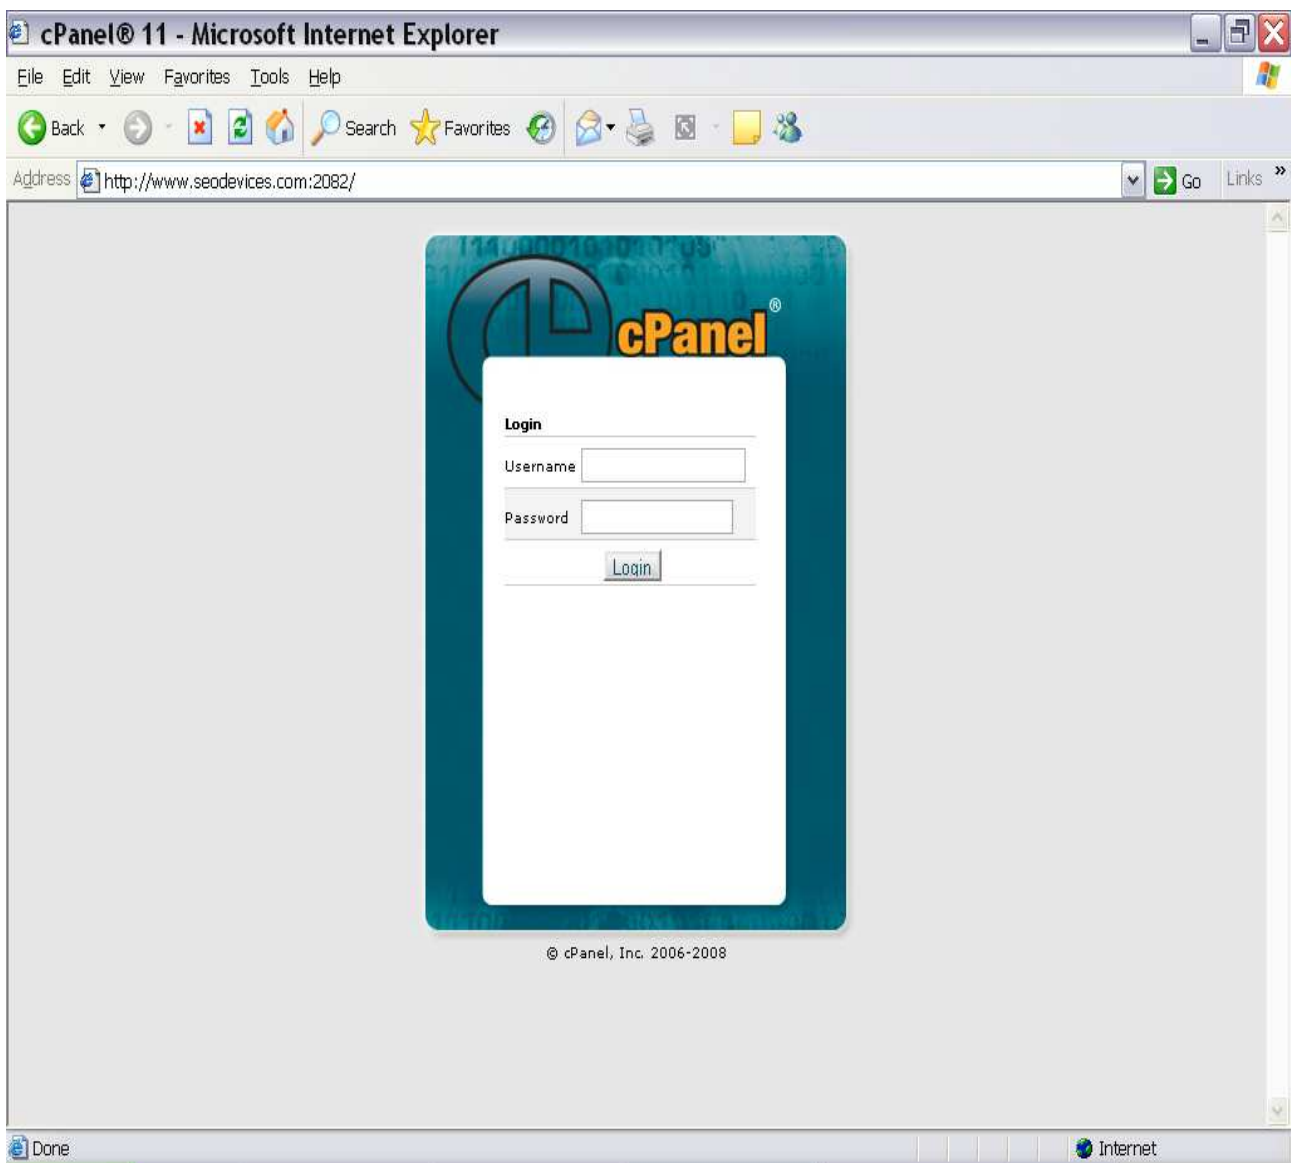 cPanel® 11 - Microsoft Internet Explorer
File Edit View Favorites Tools Help
Back Search Favorites
Address http://www.seodevices.com:2082/ Go Links »
cPanel®
Login
Username
Password
Login
© cPanel, Inc. 2006-2008
Done Internet